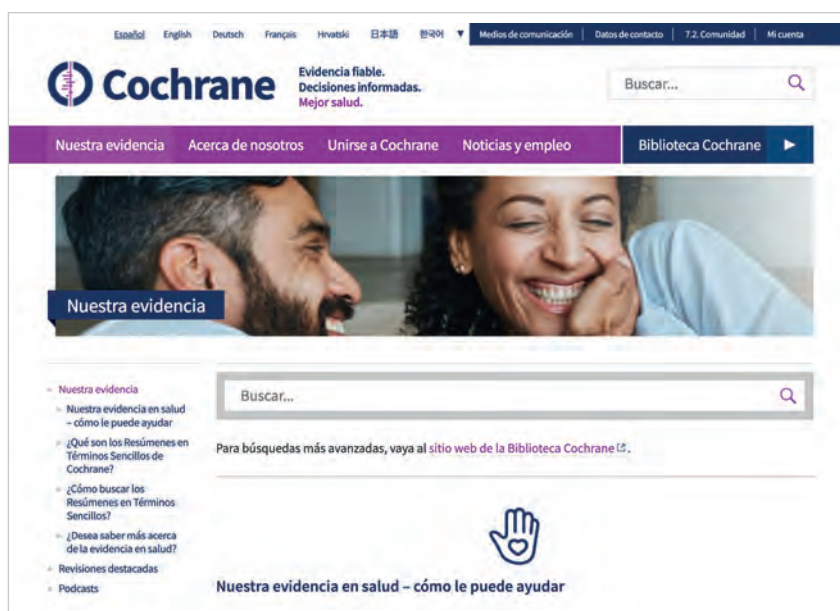 Español English Deutsch Français Hrvatski 日本語 한국어 ▼ Medios de comunicación Datos de contacto 7.2. Comunidad Mi cuenta
Cochrane
Evidencia fiable.
Decisiones informadas.
Mejor salud.
Buscar...
Nuestra evidencia Acerca de nosotros Unirse a Cochrane Noticias y empleo Biblioteca Cochrane ►
Nuestra evidencia
Nuestra evidencia
Nuestra evidencia en salud
– cómo le puede ayudar
¿Qué son los Resúmenes en
Términos Sencillos de
Cochrane?
¿Cómo buscar los
Resúmenes en Términos
Sencillos?
¿Desea saber más acerca
de la evidencia en salud?
Revisiones destacadas
Podcasts
Buscar...
Para búsquedas más avanzadas, vaya al sitio web de la Biblioteca Cochrane.
Nuestra evidencia en salud – cómo le puede ayudar